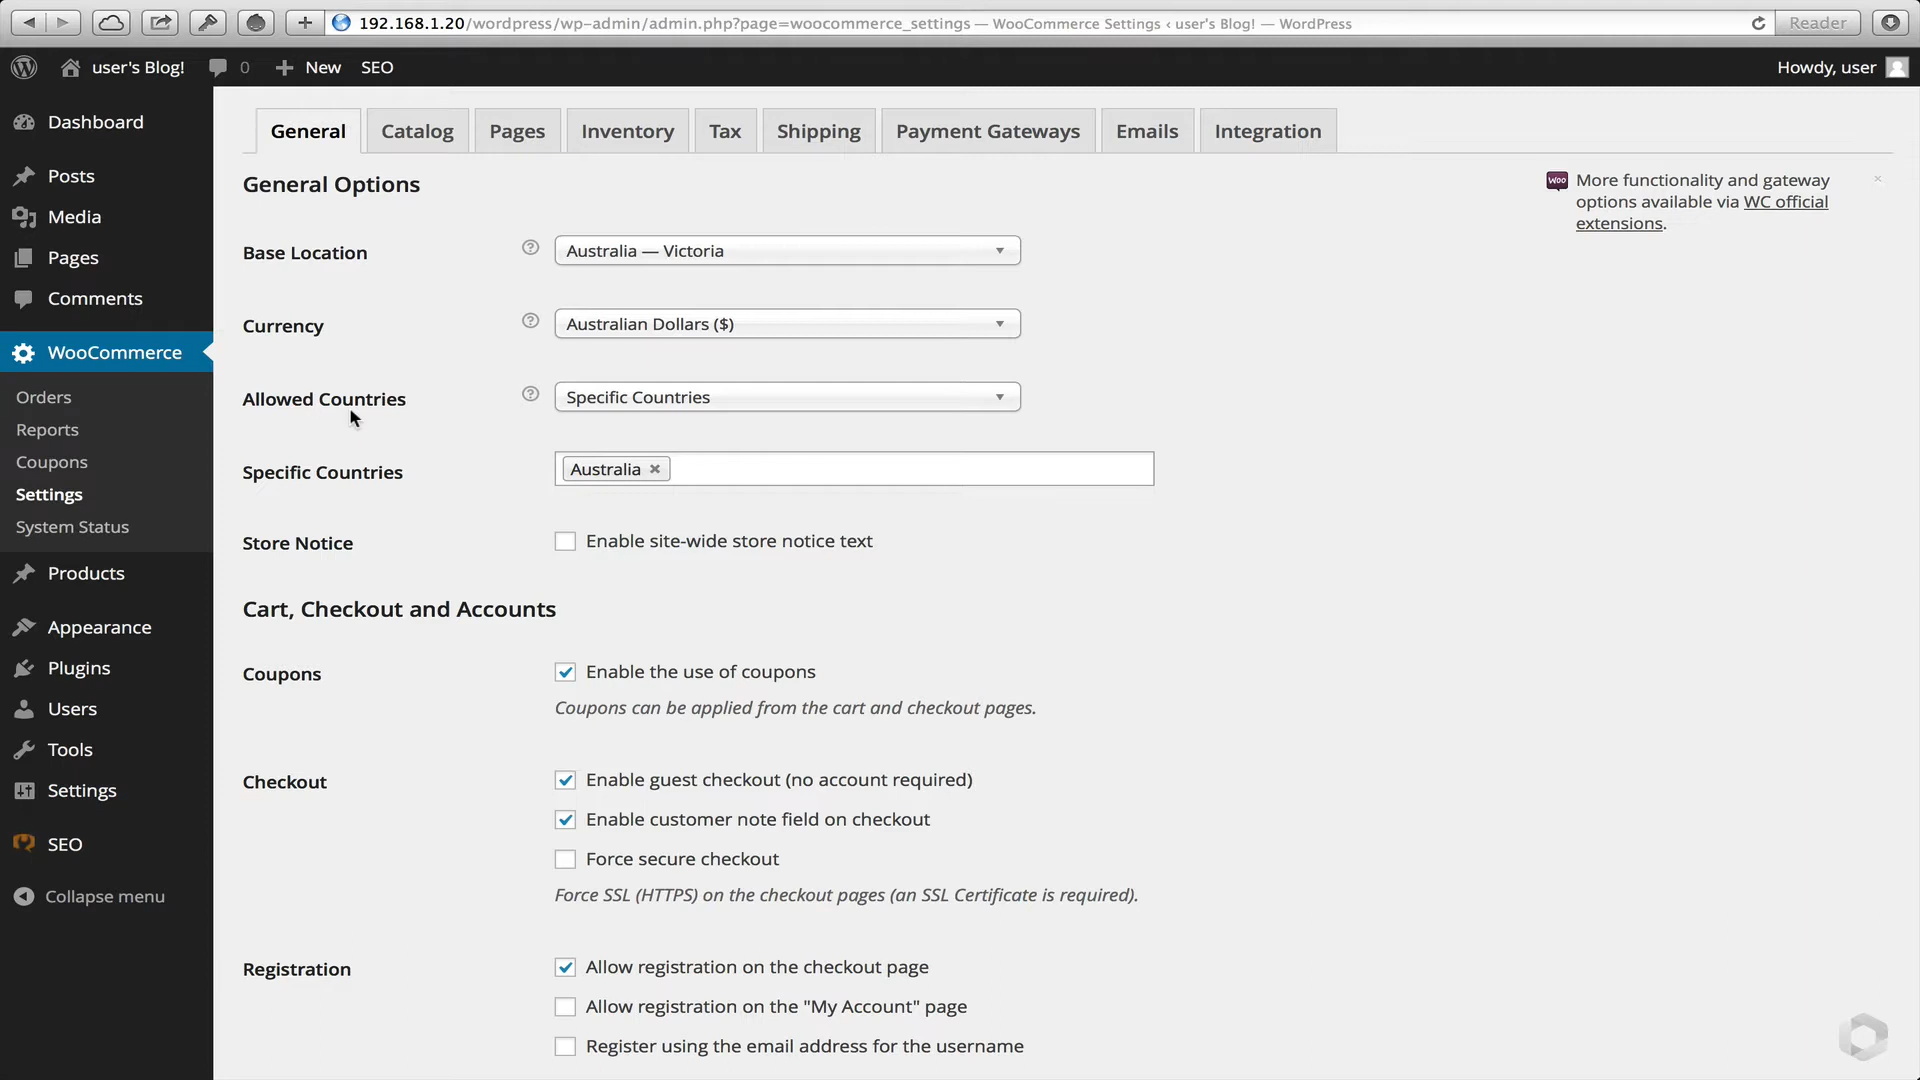 192.168.1.20/wordpress/wp-admin/admin.php?page=woocommerce_settings — WooCommerce Settings ‹ user's Blog! — WordPress
Reader
user's Blog!
0
New
SEO
Howdy, user
Dashboard
Posts
Media
Pages
Comments
WooCommerce
Orders
Reports
Coupons
Settings
System Status
Products
Appearance
Plugins
Users
Tools
Settings
SEO
Collapse menu
General
Catalog
Pages
Inventory
Tax
Shipping
Payment Gateways
Emails
Integration
General Options
Woo
More functionality and gateway
options available via WC official
extensions.
Base Location
Australia — Victoria
Currency
Australian Dollars ($)
Allowed Countries
Specific Countries
Specific Countries
Australia
Store Notice
Enable site-wide store notice text
Cart, Checkout and Accounts
Coupons
Enable the use of coupons
Coupons can be applied from the cart and checkout pages.
Checkout
Enable guest checkout (no account required)
Enable customer note field on checkout
Force secure checkout
Force SSL (HTTPS) on the checkout pages (an SSL Certificate is required).
Registration
Allow registration on the checkout page
Allow registration on the "My Account" page
Register using the email address for the username